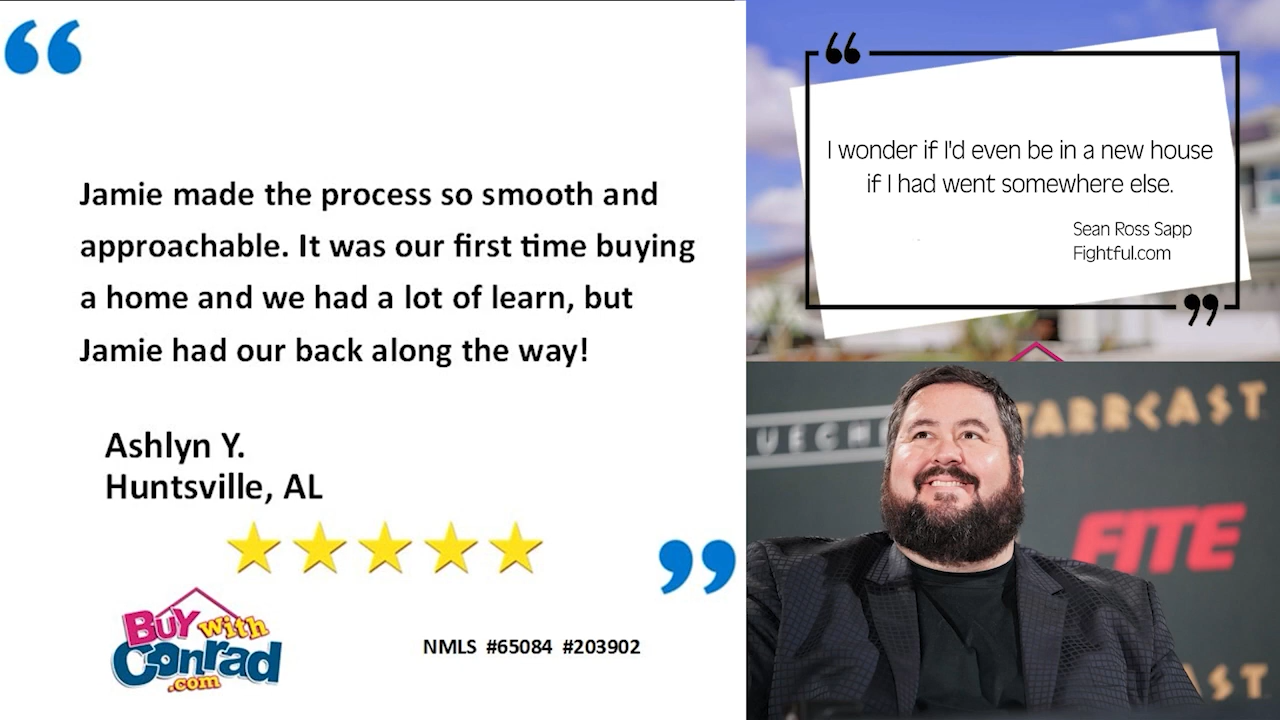 Jamie made the process so smooth and
approachable. It was our first time buying
a home and we had a lot of learn, but
Jamie had our back along the way!
Ashlyn Y.
Huntsville, AL
BUY with
Conrad
.com
NMLS #65084 #203902
I wonder if I'd even be in a new house
if I had went somewhere else.
Sean Ross Sapp
Fightful.com
UECH
TARRCAST
FITE
AST